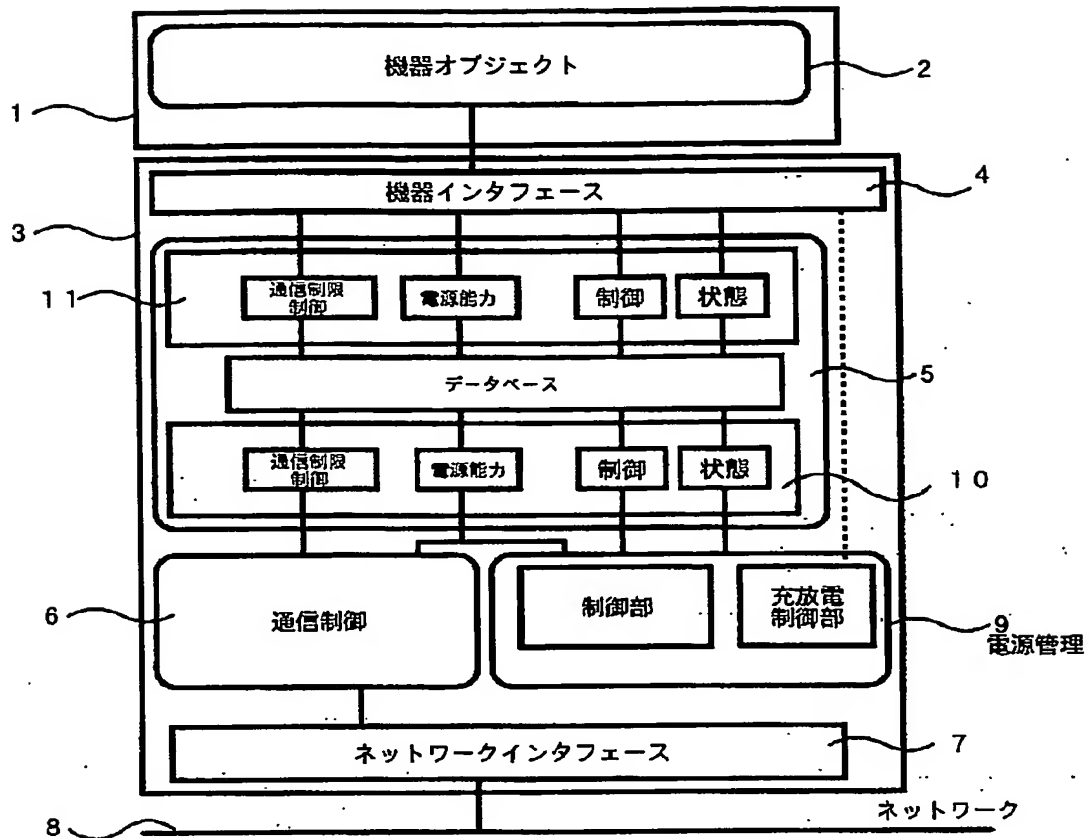 機器オブジェクト
2
1
機器インタフェース
4
3
11
通信制限
制御
電源能力
制御
状態
データベース
5
通信制限
制御
電源能力
制御
状態
10
6
通信制御
制御部
充放電
制御部
9
電源管理
ネットワークインタフェース
7
ネットワーク
8